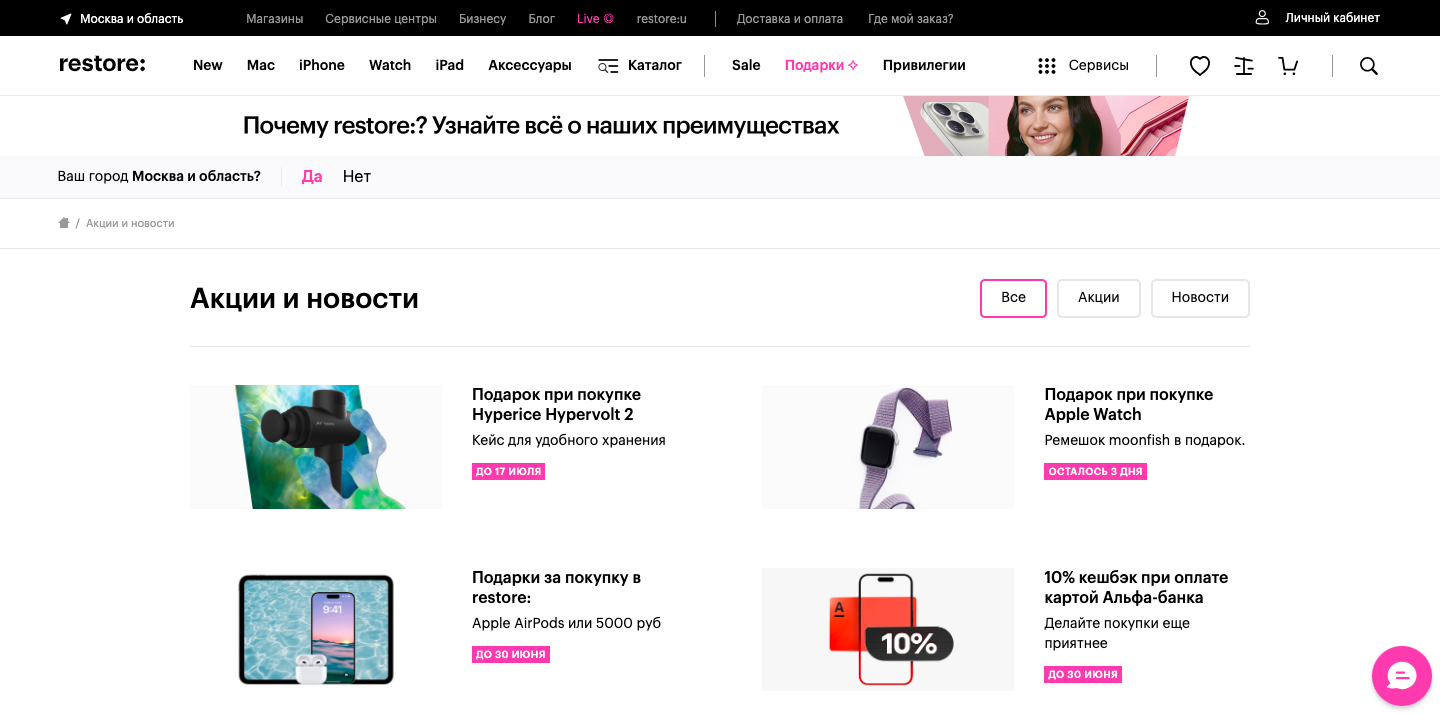 Москва и область
Магазины
Сервисные центры
Бизнесу
Блог
Live
restore:u
Доставка и оплата
Где мой заказ?
Личный кабинет
restore:
New
Mac
iPhone
Watch
iPad
Аксессуары
Каталог
Sale
Подарки
Привилегии
Сервисы
Почему restore:? Узнайте всё о наших преимуществах
Ваш город Москва и область?
Да
Нет
/ Акции и новости
Акции и новости
Все
Акции
Новости
Подарок при покупке
Hyperice Hypervolt 2
Кейс для удобного хранения
ДО 17 ИЮЛЯ
Подарок при покупке
Apple Watch
Ремешок moonfish в подарок.
ОСТАЛОСЬ 3 ДНЯ
9:41
Подарки за покупку в
restore:
Apple AirPods или 5000 руб
ДО 30 ИЮНЯ
А
10%
10% кешбэк при оплате
картой Альфа-банка
Делайте покупки еще
приятнее
ДО 30 ИЮНЯ